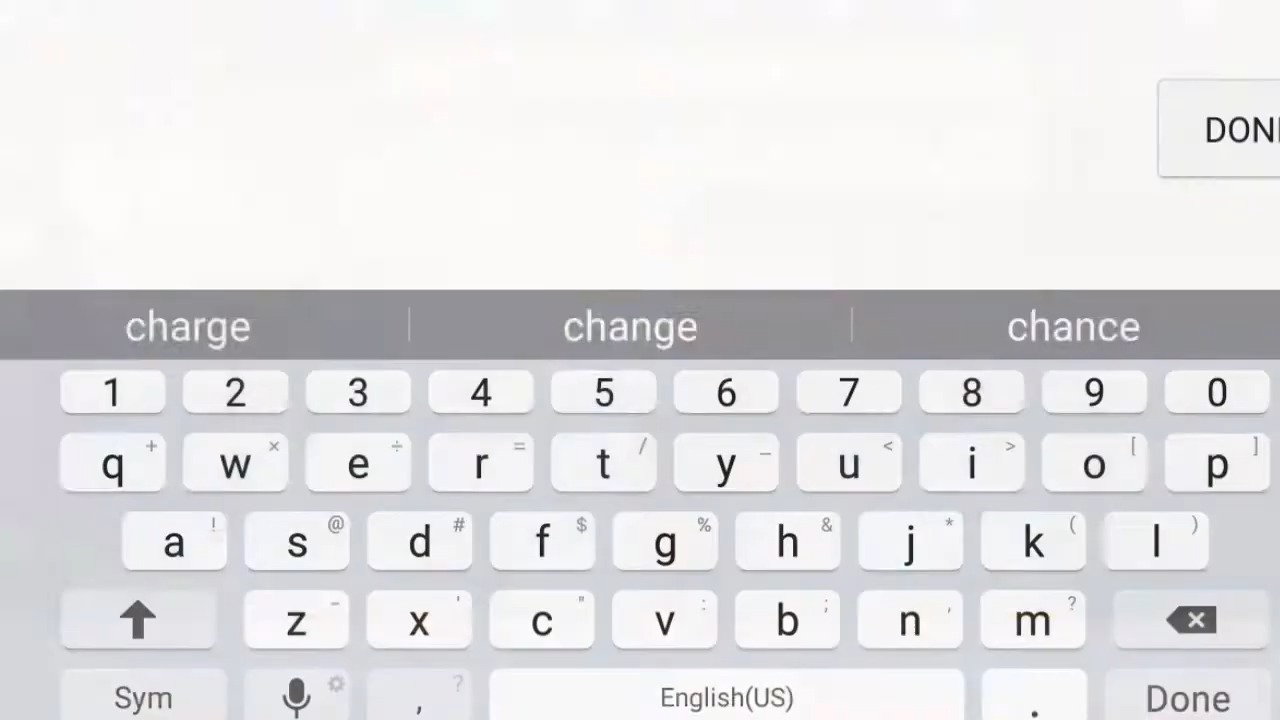 DONE
charge change chance
1 2 3 4 5 6 7 8 9 0
q + w × e ÷ r = t / y _ u < i > o [ p ]
a ! s @ d # f $ g % h & j * k ( l )
z - x ' c " v : b ; n , m ?
Sym , ? English(US) . Done